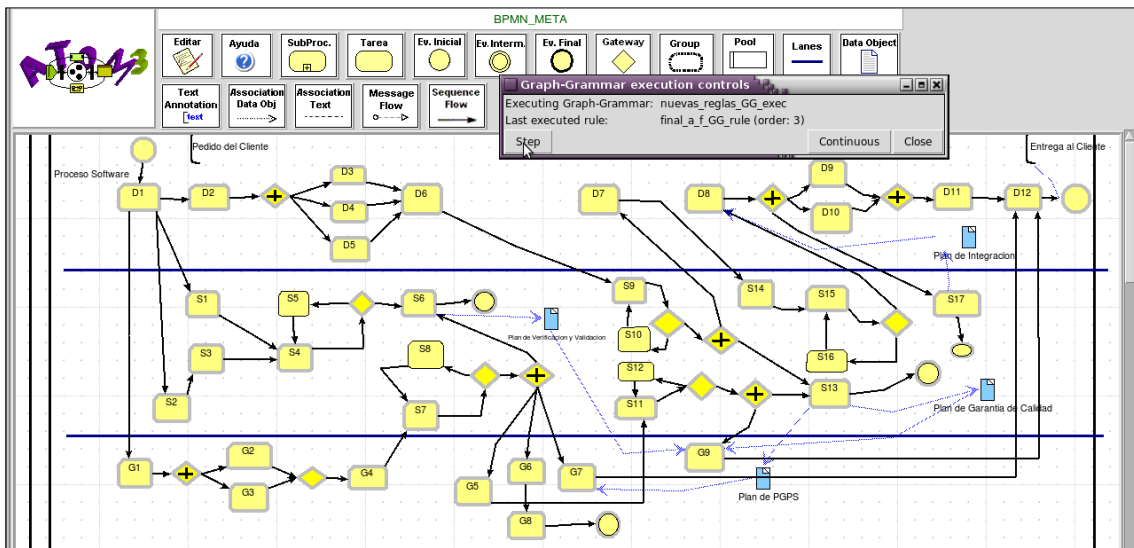 BPMN_META
Editar
Ayuda
SubProc.
Tarea
Ev. Inicial
Ev. Interm.
Ev. Final
Gateway
Group
Pool
Lanes
Data Object
Text
Annotation
[text
Association
Data Obj
Association
Text
Message
Flow
Sequence
Flow
ATOM3
Graph-Grammar execution controls
Executing Graph-Grammar: nuevas_reglas_GG_exec
Last executed rule: final_a_f_GG_rule (order: 3)
Step
Continuous
Close
Pedido del Cliente
Entrega al Cliente
Proceso Software
D1
D2
D3
D4
D5
D6
D7
D8
D9
D10
D11
D12
Plan de Integracion
S1
S2
S3
S4
S5
S6
S7
S8
S9
S10
S11
S12
S13
S14
S15
S16
S17
Plan de Verificacion y Validacion
Plan de Garantia de Calidad
G1
G2
G3
G4
G5
G6
G7
G8
G9
Plan de PGPS